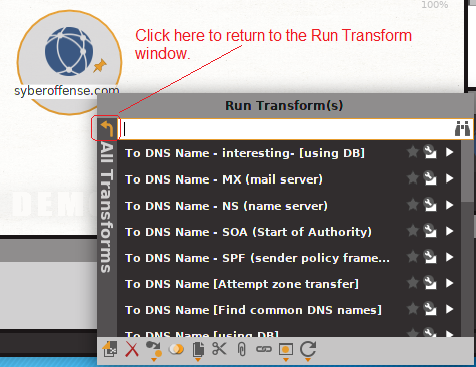 100%
Click here to return to the Run Transform
window.
syberoffense.com
Run Transform(s)
All Transforms
To DNS Name - interesting- [using DB]
To DNS Name - MX (mail server)
To DNS Name - NS (name server)
To DNS Name - SOA (Start of Authority)
To DNS Name - SPF (sender policy frame...
To DNS Name [Attempt zone transfer]
To DNS Name [Find common DNS names]
To DNS Name [using DB]
DEMO